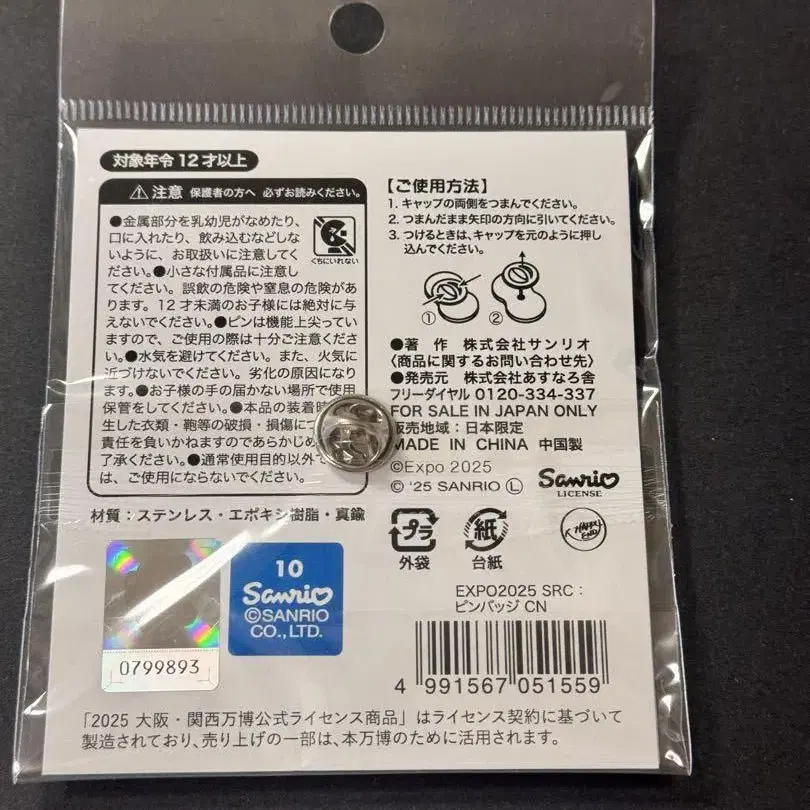 対象年令12才以上
⚠注意 保護者の方へ 必ずお読みください。
●金属部分を乳幼児がなめたり、
口に入れたり、飲み込むなどしな
いように、お取扱いに注意してく
ださい。●小さな付属品に注意し
てください。誤飲の危険や窒息の危険があ
ります。12才未満のお子様には絶対に与
えないでください。●ピンは機能上尖ってい
ますので、ご使用の際は十分ご注意くださ
い。●水気を避けてください。また、火気に
近づけないでください。劣化の原因になり
ます。●お子様の手の届かない場所で使用
保管をしてください。●本品の装着時
生した衣類・鞄等の破損・損傷につ
責任を負いかねますのであらかじめ
了承ください。●通常使用目的以外で
は、ご使用にならないでください。
くちにいれない
材質:ステンレス・エポキシ樹脂・真鍮
【ご使用方法】
1. キャップの両側をつまんでください。
2. つまんだまま矢印の方向に引いてください。
3. つけるときは、キャップを元のように押し
込んでください。
① ②
●著 作 株式会社サンリオ
〈商品に関するお問い合わせ先〉
●発売元 株式会社あすなろ舎
フリーダイヤル 0120-334-337
FOR SALE IN JAPAN ONLY
販売地域:日本限定
MADE IN CHINA 中国製
©Expo 2025
© '25 SANRIO Ⓛ
Sanrio
LICENSE
プラ
外袋
紙
台紙
HAPPY
END
10
Sanrio
©SANRIO
CO.,LTD.
0799893
EXPO2025 SRC:
ピンバッジ CN
4 991567 051559
「2025 大阪・関西万博公式ライセンス商品」はライセンス契約に基づいて
製造されており、売り上げの一部は、本万博のために活用されます。